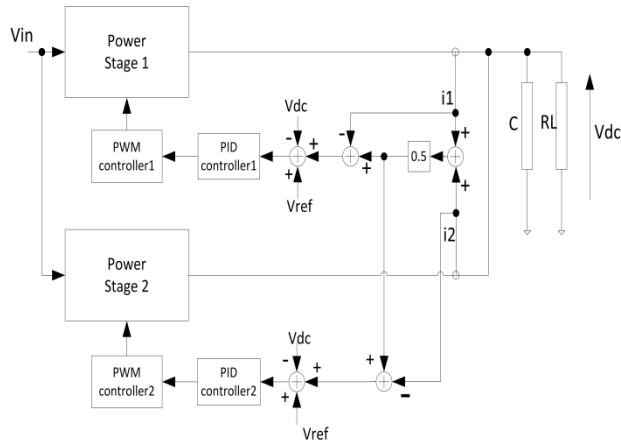 Vin
Power
Stage 1
i1
Vdc
C
RL
Vdc
-
-
+
+
+
+
+
+
PWM
controller1
PID
controller1
0.5
Vref
i2
Power
Stage 2
Vdc
-
+
+
+
-
PWM
controller2
PID
controller2
Vref